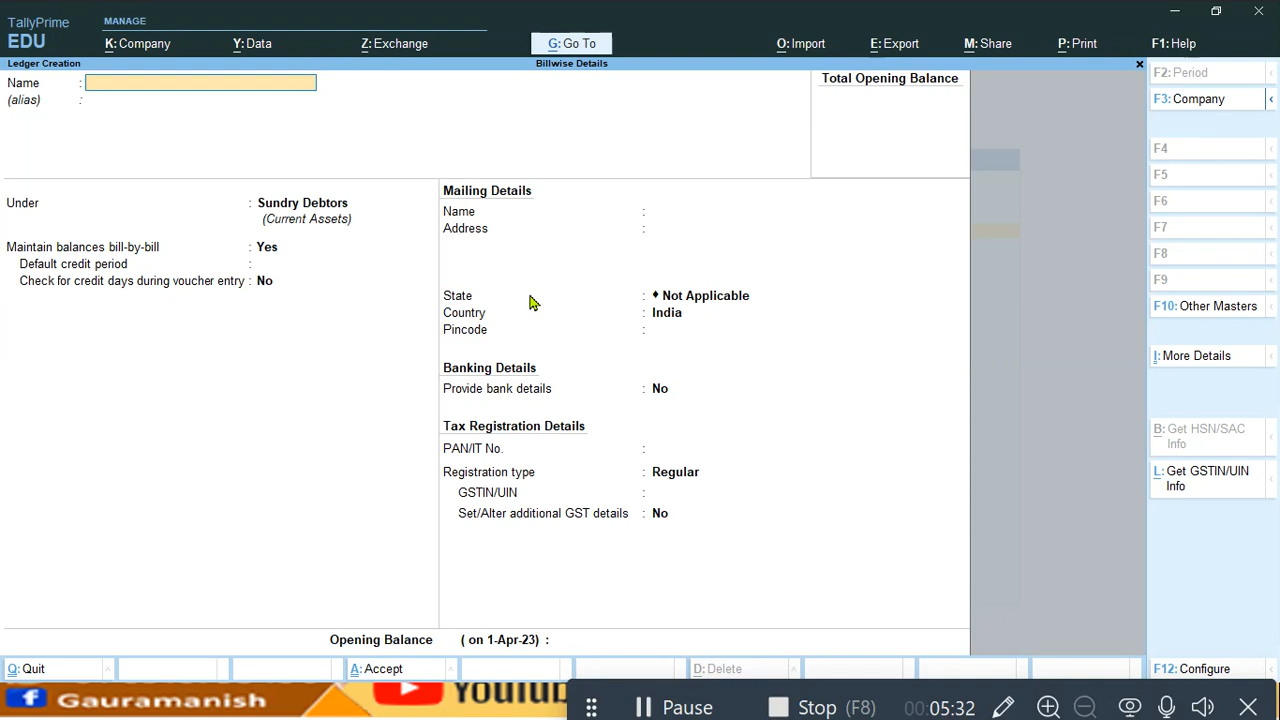 TallyPrime
EDU
MANAGE
K: Company
Y: Data
Z: Exchange
G: Go To
O: Import
E: Export
M: Share
P: Print
F1: Help
Ledger Creation
Billwise Details
Name :
(alias) :
Total Opening Balance
Under : Sundry Debtors
(Current Assets)
Maintain balances bill-by-bill : Yes
Default credit period :
Check for credit days during voucher entry : No
Mailing Details
Name :
Address :
State : ♦ Not Applicable
Country : India
Pincode :
Banking Details
Provide bank details : No
Tax Registration Details
PAN/IT No. :
Registration type : Regular
GSTIN/UIN :
Set/Alter additional GST details : No
Opening Balance ( on 1-Apr-23) :
F2: Period
F3: Company
F4
F5
F6
F7
F8
F9
F10: Other Masters
I: More Details
B: Get HSN/SAC
Info
L: Get GSTIN/UIN
Info
Q: Quit
A: Accept
D: Delete
F12: Configure
Gauramanish
Pause
Stop (F8)
00:05:32